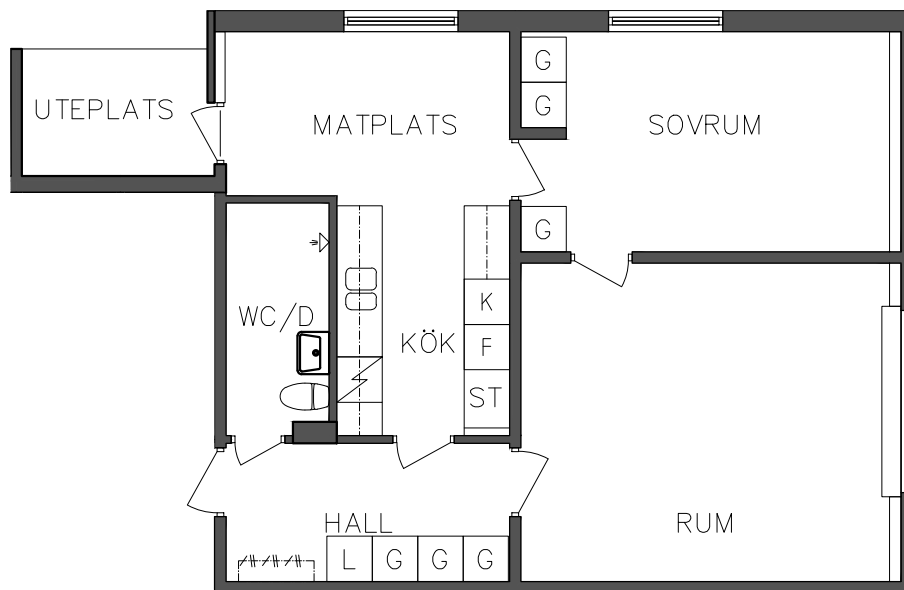 G
G
UTEPLATS
MATPLATS
SOVRUM
G
K
WC/D
KÖK
F
ST
HALL
RUM
L G G G